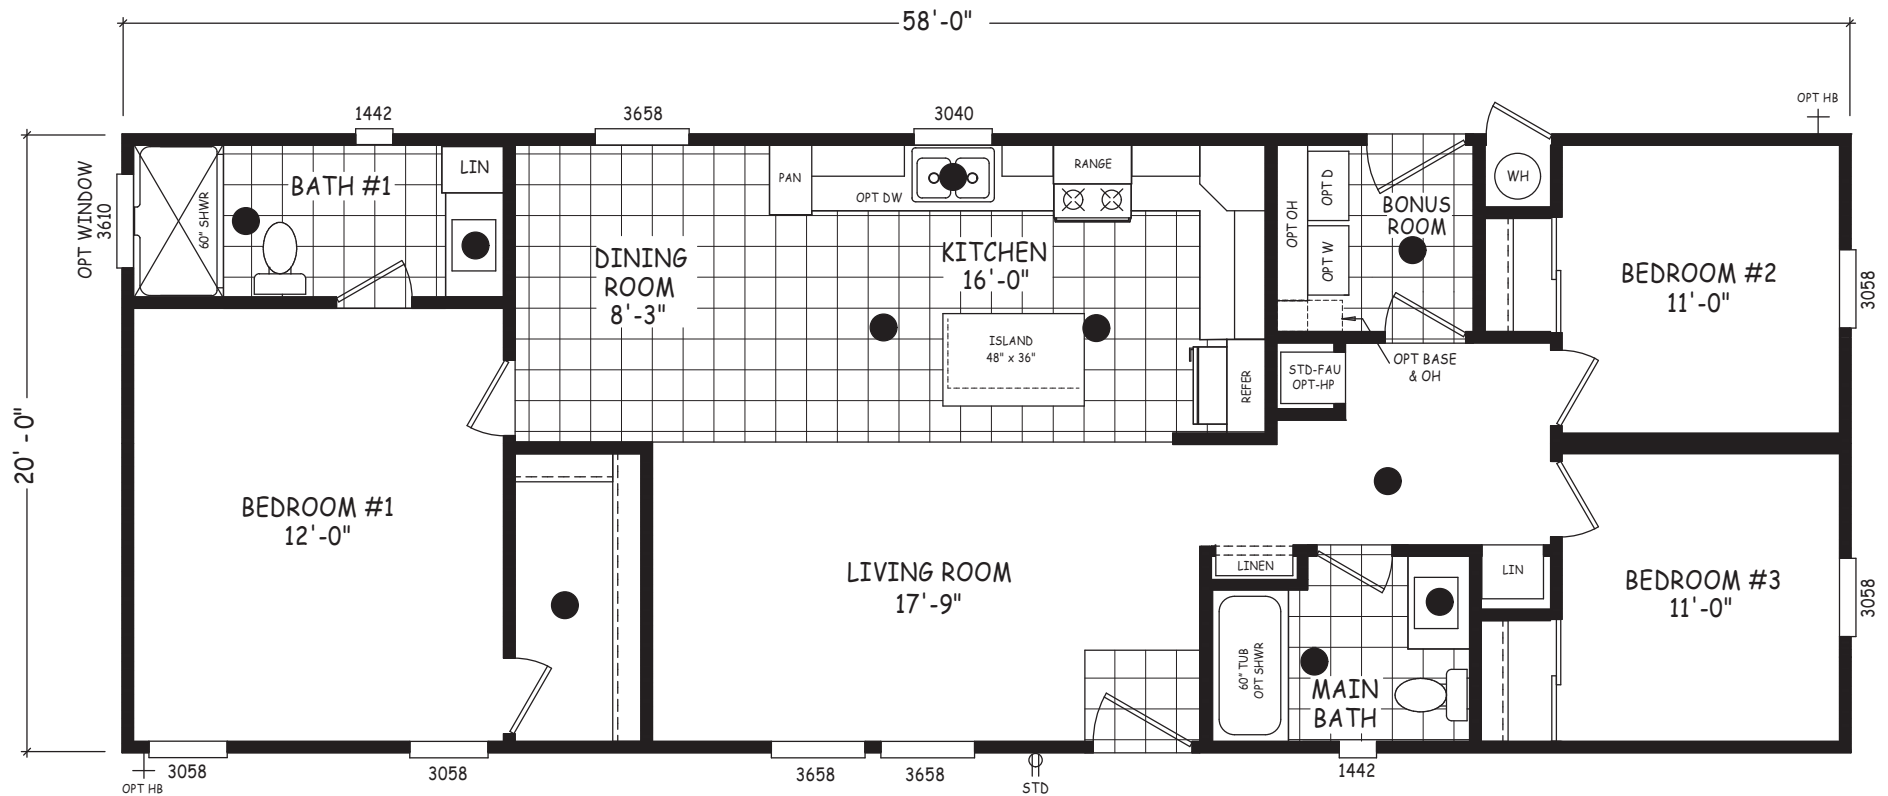 58'-0"
OPT HB
1442
3658
3040
20'-0"
OPT WINDOW
3610
60" SHWR
BATH #1
LIN
PAN
OPT DW
RANGE
OPT OH
OPT D
OPT W
BONUS
ROOM
WH
DINING
ROOM
8'-3"
KITCHEN
16'-0"
ISLAND
48" x 36"
REFER
STD-FAU
OPT-HP
OPT BASE
& OH
BEDROOM #2
11'-0"
3058
BEDROOM #1
12'-0"
LIVING ROOM
17'-9"
LINEN
60" TUB
OPT SHWR
MAIN
BATH
LIN
BEDROOM #3
11'-0"
3058
3058
3058
3658
3658
1442
OPT HB
STD